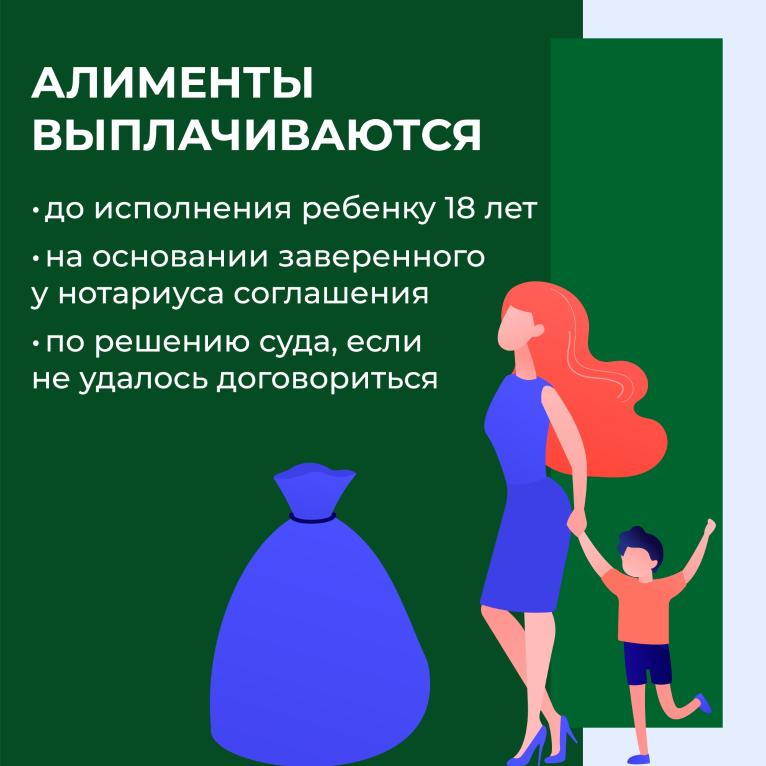 АЛИМЕНТЫ
ВЫПЛАЧИВАЮТСЯ
• до исполнения ребенку 18 лет
• на основании заверенного
у нотариуса соглашения
• по решению суда, если
не удалось договориться